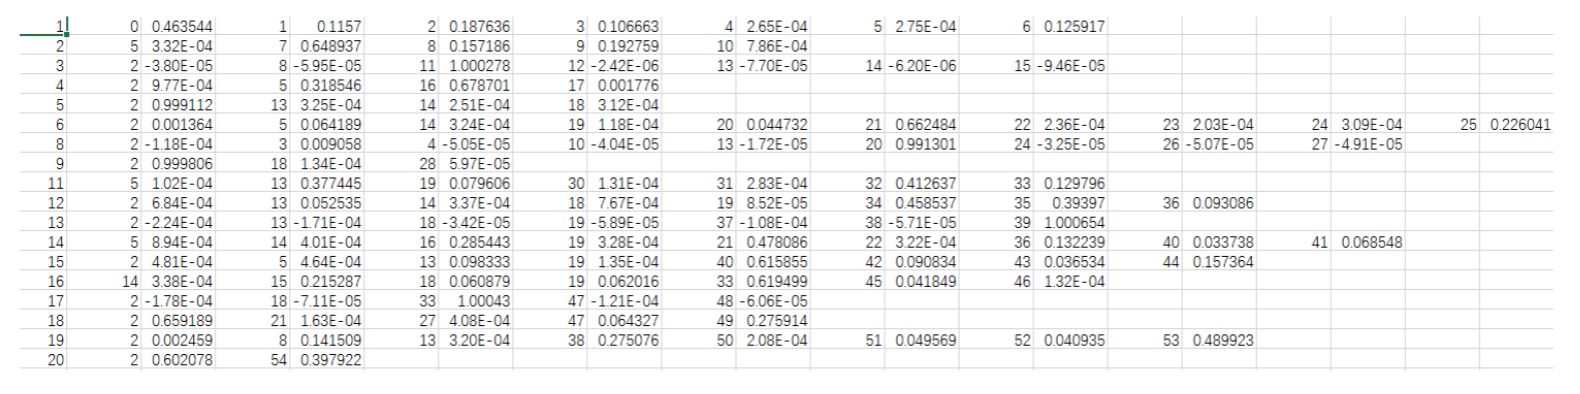 1 0 0.463544 1 0.1157 2 0.187636 3 0.106663 4 2.65E-04 5 2.75E-04 6 0.125917
2 5 3.32E-04 7 0.648937 8 0.157186 9 0.192759 10 7.86E-04
3 2 -3.80E-05 8 -5.95E-05 11 1.000278 12 -2.42E-06 13 -7.70E-05 14 -6.20E-06 15 -9.46E-05
4 2 9.77E-04 5 0.318546 16 0.678701 17 0.001776
5 2 0.999112 13 3.25E-04 14 2.51E-04 18 3.12E-04
6 2 0.001364 5 0.064189 14 3.24E-04 19 1.18E-04 20 0.044732 21 0.662484 22 2.36E-04 23 2.03E-04 24 3.09E-04 25 0.226041
8 2 -1.18E-04 3 0.009058 4 -5.05E-05 10 -4.04E-05 13 -1.72E-05 20 0.991301 24 -3.25E-05 26 -5.07E-05 27 -4.91E-05
9 2 0.999806 18 1.34E-04 28 5.97E-05
11 5 1.02E-04 13 0.377445 19 0.079606 30 1.31E-04 31 2.83E-04 32 0.412637 33 0.129796
12 2 6.84E-04 13 0.052535 14 3.37E-04 18 7.67E-04 19 8.52E-05 34 0.458537 35 0.39397 36 0.093086
13 2 -2.24E-04 13 -1.71E-04 18 -3.42E-05 19 -5.89E-05 37 -1.08E-04 38 -5.71E-05 39 1.000654
14 5 8.94E-04 14 4.01E-04 16 0.285443 19 3.28E-04 21 0.478086 22 3.22E-04 36 0.132239 40 0.033738 41 0.068548
15 2 4.81E-04 5 4.64E-04 13 0.098333 19 1.35E-04 40 0.615855 42 0.090834 43 0.036534 44 0.157364
16 14 3.38E-04 15 0.215287 18 0.060879 19 0.062016 33 0.619499 45 0.041849 46 1.32E-04
17 2 -1.78E-04 18 -7.11E-05 33 1.00043 47 -1.21E-04 48 -6.06E-05
18 2 0.659189 21 1.63E-04 27 4.08E-04 47 0.064327 49 0.275914
19 2 0.002459 8 0.141509 13 3.20E-04 38 0.275076 50 2.08E-04 51 0.049569 52 0.040935 53 0.489923
20 2 0.602078 54 0.397922